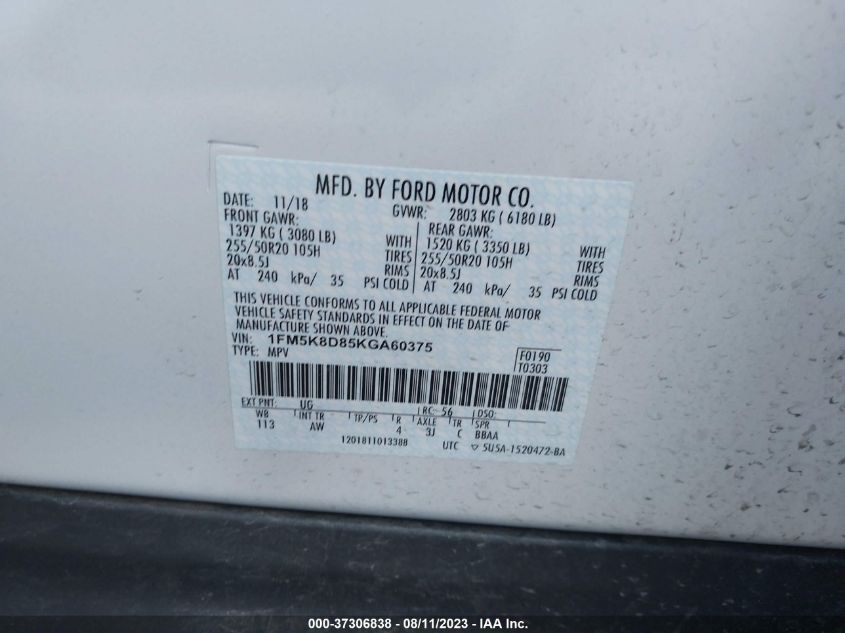 MFD. BY FORD MOTOR CO.
DATE: 11/18 GVWR: 2803 KG ( 6180 LB)
FRONT GAWR: REAR GAWR:
1397 KG ( 3080 LB) WITH 1520 KG ( 3350 LB) WITH
255/50R20 105H TIRES 255/50R20 105H TIRES
20x8.5J RIMS 20x8.5J RIMS
AT 240 kPa/ 35 PSI COLD AT 240 kPa/ 35 PSI COLD
THIS VEHICLE CONFORMS TO ALL APPLICABLE FEDERAL MOTOR
VEHICLE SAFETY STANDARDS IN EFFECT ON THE DATE OF
MANUFACTURE SHOWN ABOVE.
VIN: 1FM5K8D85KGA60375
TYPE: MPV
F0190
T0303
EXT PNT: UG RC: 56 DSO:
WB INT TR TP/PS R AXLE TR SPR
113 AW 4 3J C BBAA
1201811013388 UTC ▽ 5U5A-1520472-BA
000-37306838 - 08/11/2023 - IAA Inc.